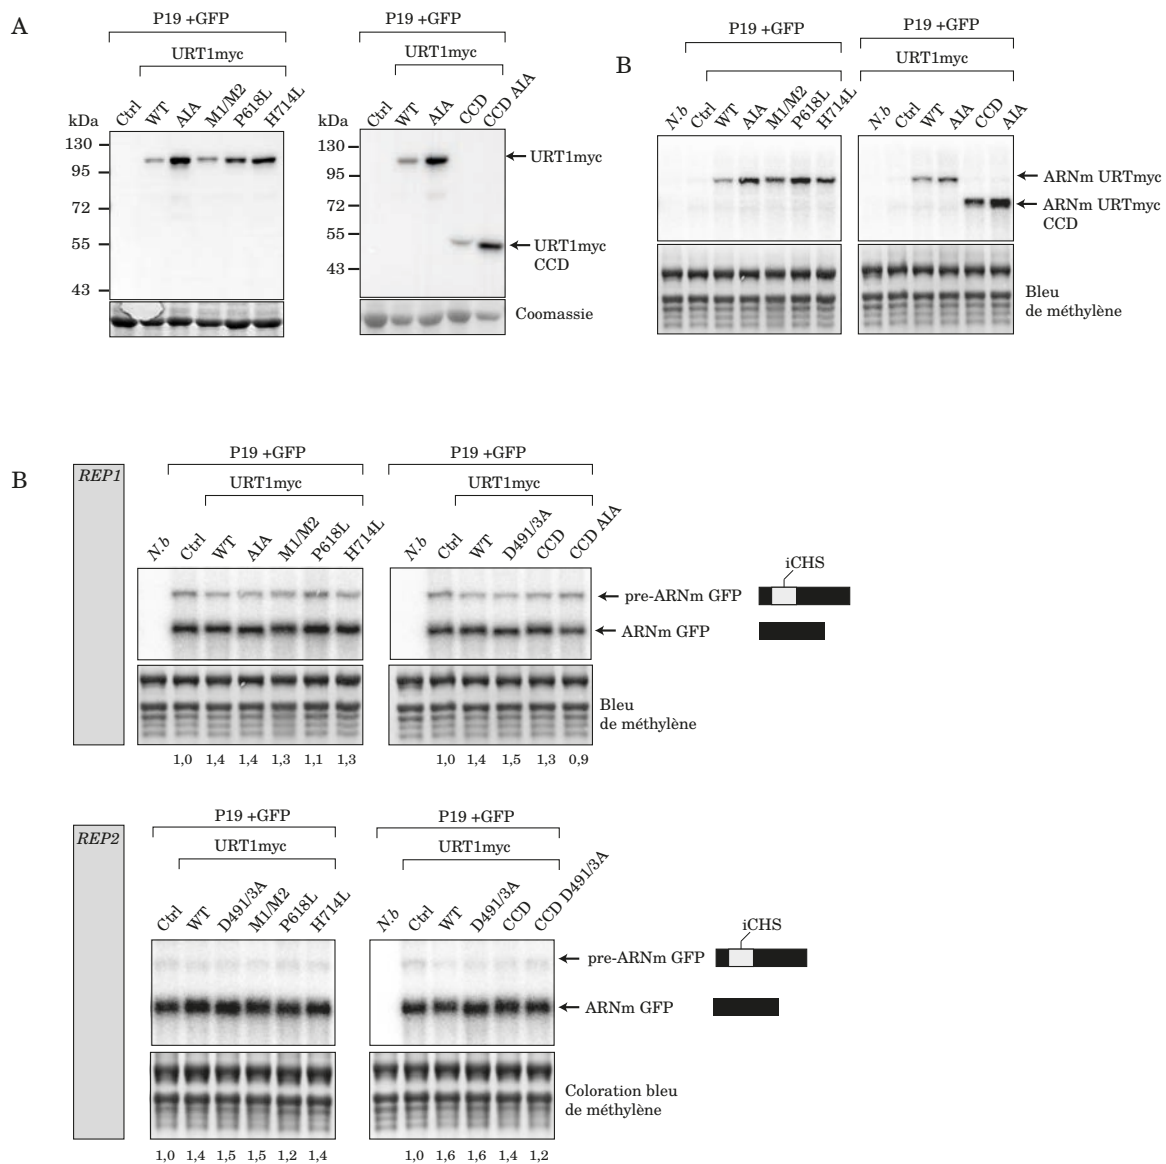 A
P19 +GFP
URT1myc
Ctrl WT AIA M1/M2 P618L H714L
kDa
130
95
72
55
43
P19 +GFP
URT1myc
Ctrl WT AIA CCD CCD AIA
kDa
130
95
72
55
43
URT1myc
URT1myc
CCD
Coomassie
B
P19 +GFP
N.b Ctrl WT AIA M1/M2 P618L H714L
P19 +GFP
URT1myc
N.b Ctrl WT AIA CCD AIA
ARNm URTmyc
ARNm URTmyc
CCD
Bleu
de méthylène
B
REP1
P19 +GFP
URT1myc
N.b Ctrl WT AIA M1/M2 P618L H714L
P19 +GFP
URT1myc
N.b Ctrl WT D491/3A CCD CCD AIA
iCHS
pre-ARNm GFP
ARNm GFP
Bleu
de méthylène
1,0 1,4 1,4 1,3 1,1 1,3
1,0 1,4 1,5 1,3 0,9
REP2
P19 +GFP
URT1myc
Ctrl WT D491/3A M1/M2 P618L H714L
P19 +GFP
URT1myc
N.b Ctrl WT D491/3A CCD CCD D491/3A
iCHS
pre-ARNm GFP
ARNm GFP
Coloration bleu
de méthylène
1,0 1,4 1,5 1,5 1,2 1,4
1,0 1,6 1,6 1,4 1,2